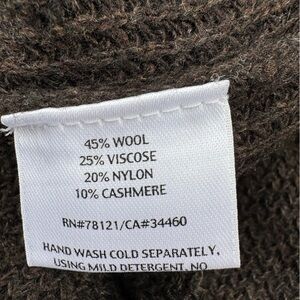 45% WOOL
25% VISCOSE
20% NYLON
10% CASHMERE
RN#78121/CA#34460
HAND WASH COLD SEPARATELY,
USING MILD DETERGENT, NO